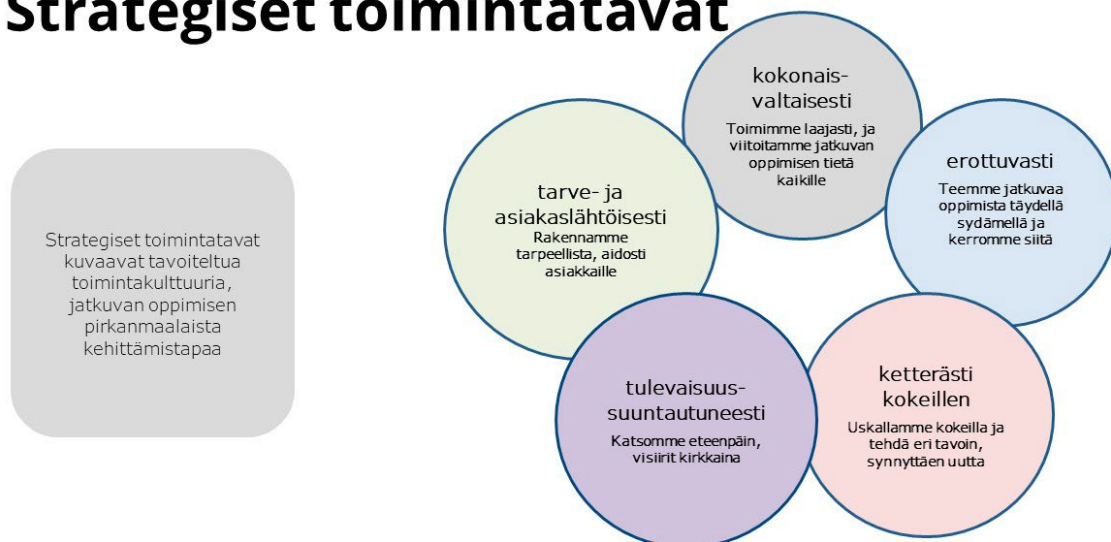 Strategiset toimintatavat
Strategiset toimintatavat
kuvaavat tavoiteltua
toimintakulttuuria,
jatkuvan oppimisen
pirkanmaalaista
kehittämistapaa
kokonais-
valtaisesti
Toimimme laajasti, ja
viitoitamme jatkuvan
oppimisen tietä
kaikille
erottuvasti
Teemme jatkuvaa
oppimista täydellä
sydämellä ja
kerromme siitä
ketterästi
kokeillen
Uskallamme kokeilla ja
tehdä eri tavoin,
synnyttäen uutta
tulevaisuus-
suuntautuneesti
Katsomme eteenpäin,
visiirit kirkkaina
tarve- ja
asiakaslähtöisesti
Rakennamme
tarpeellista, aidosti
asiakkaille